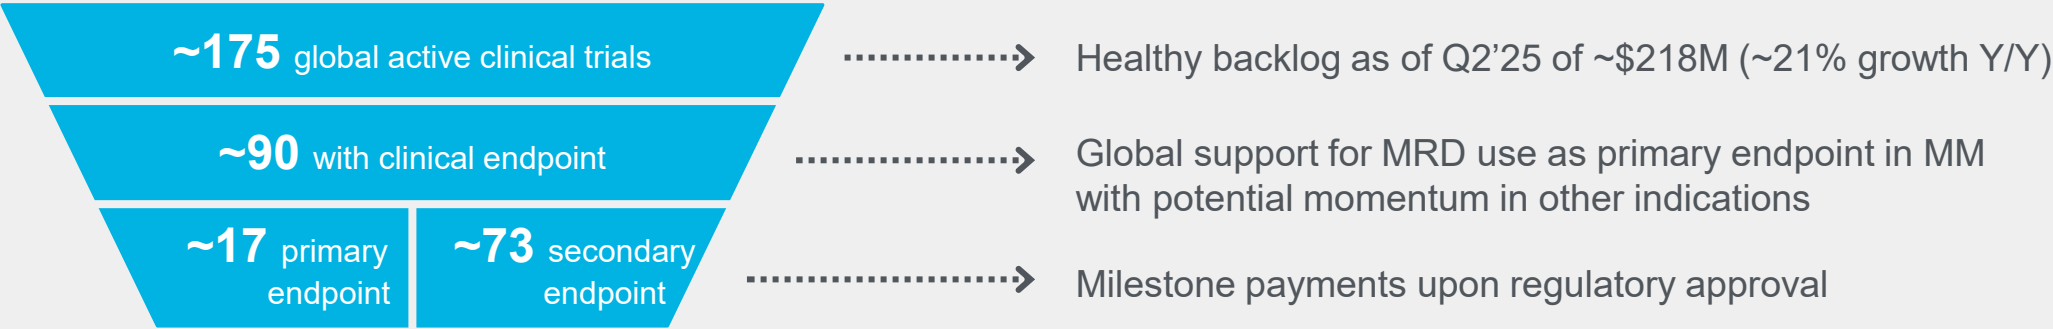 ~175 global active clinical trials
Healthy backlog as of Q2’25 of ~$218M (~21% growth Y/Y)
~90 with clinical endpoint
Global support for MRD use as primary endpoint in MM
with potential momentum in other indications
~17 primary
endpoint
~73 secondary
endpoint
Milestone payments upon regulatory approval